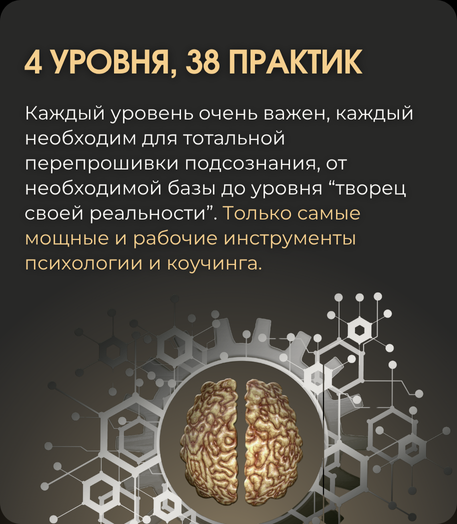 4 УРОВНЯ, 38 ПРАКТИК
Каждый уровень очень важен, каждый
необходим для тотальной
перепрошивки подсознания, от
необходимой базы до уровня “творец
своей реальности”. Только самые
мощные и рабочие инструменты
психологии и коучинга.